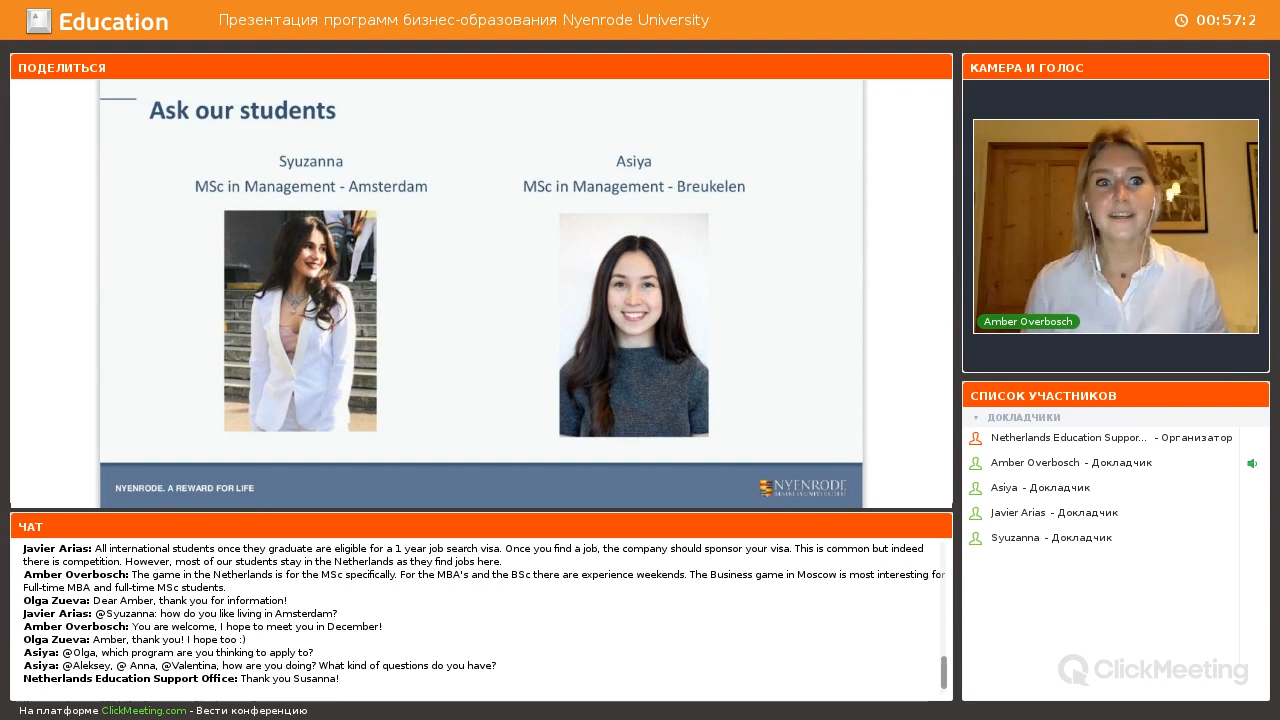 Education
Презентация программ бизнес-образования Nyenrode University
00:57:2
ПОДЕЛИТЬСЯ
Ask our students
Syuzanna
MSc in Management - Amsterdam
Asiya
MSc in Management - Breukelen
NYENRODE. A REWARD FOR LIFE
NYENRODE
КАМЕРА И ГОЛОС
Amber Overbosch
СПИСОК УЧАСТНИКОВ
ДОКЛАДЧИКИ
Netherlands Education Suppor... - Организатор
Amber Overbosch - Докладчик
Asiya - Докладчик
Javier Arias - Докладчик
Syuzanna - Докладчик
ClickMeeting
ЧАТ
Javier Arias: All international students once they graduate are eligible for a 1 year job search visa. Once you find a job, the company should sponsor your visa. This is common but indeed
there is competition. However, most of our students stay in the Netherlands as they find jobs here.
Amber Overbosch: The game in the Netherlands is for the MSc specifically. For the MBA's and the BSc there are experience weekends. The Business game in Moscow is most interesting for
Full-time MBA and full-time MSc students.
Olga Zueva: Dear Amber, thank you for information!
Javier Arias: @Syuzanna: how do you like living in Amsterdam?
Amber Overbosch: You are welcome, I hope to meet you in December!
Olga Zueva: Amber, thank you! I hope too :)
Asiya: @Olga, which program are you thinking to apply to?
Asiya: @Aleksey, @ Anna, @Valentina, how are you doing? What kind of questions do you have?
Netherlands Education Support Office: Thank you Susanna!
На платформе ClickMeeting.com - Вести конференцию